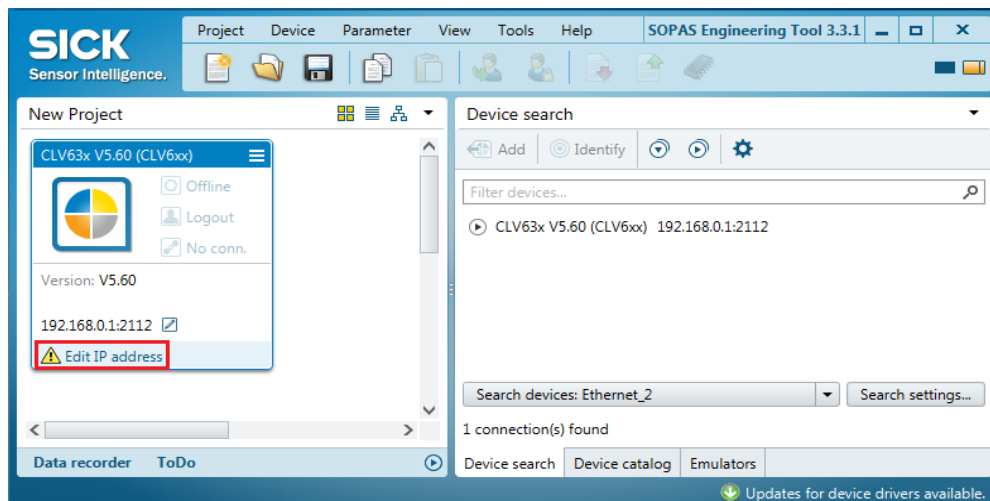 SICK
Sensor Intelligence.
Project Device Parameter View Tools Help
SOPAS Engineering Tool 3.3.1
New Project
CLV63x V5.60 (CLV6xx)
Offline
Logout
No conn.
Version: V5.60
192.168.0.1:2112
Edit IP address
Data recorder ToDo
Device search
Add Identify
Filter devices...
CLV63x V5.60 (CLV6xx) 192.168.0.1:2112
Search devices: Ethernet_2
Search settings...
1 connection(s) found
Device search Device catalog Emulators
Updates for device drivers available.